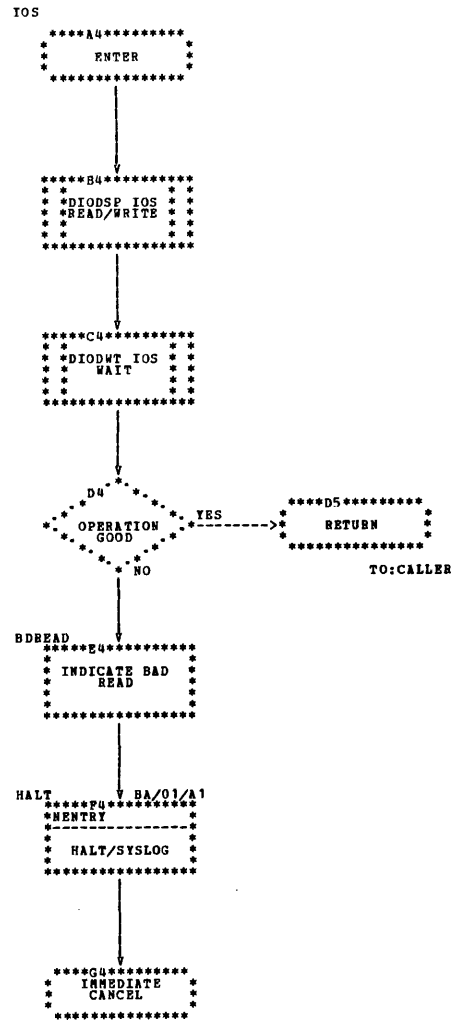 IOS
A4
ENTER
B4
DIODSP IOS
READ/WRITE
C4
DIODWT IOS
WAIT
D4
OPERATION
GOOD
YES
D5
RETURN
TO:CALLER
NO
BDREAD
E4
INDICATE BAD
READ
HALT
F4
BA/01/A1
NENTRY
HALT/SYSLOG
G4
IMMEDIATE
CANCEL